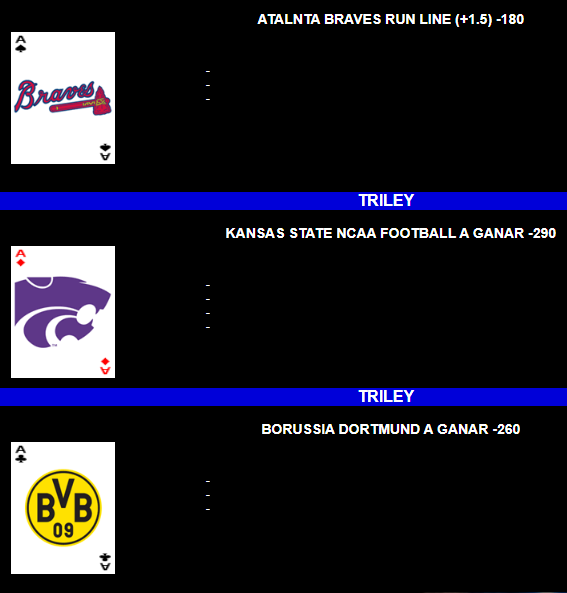 ATALNTA BRAVES RUN LINE (+1.5) -180
A
Braves
-
-
-
A
TRILEY
KANSAS STATE NCAA FOOTBALL A GANAR -290
A
-
-
-
-
A
TRILEY
BORUSSIA DORTMUND A GANAR -260
A
BVB
09
-
-
-
A